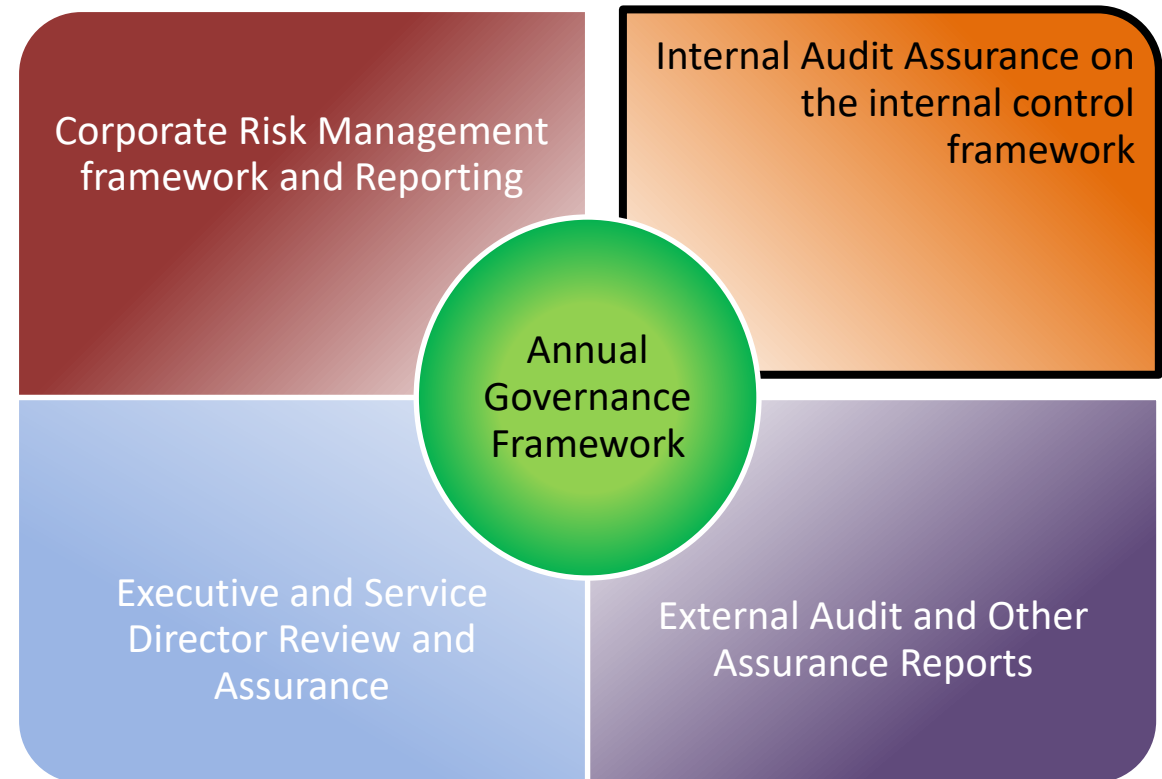 Corporate Risk Management
framework and Reporting
Internal Audit Assurance on
the internal control
framework
Annual
Governance
Framework
Executive and Service
Director Review and
Assurance
External Audit and Other
Assurance Reports